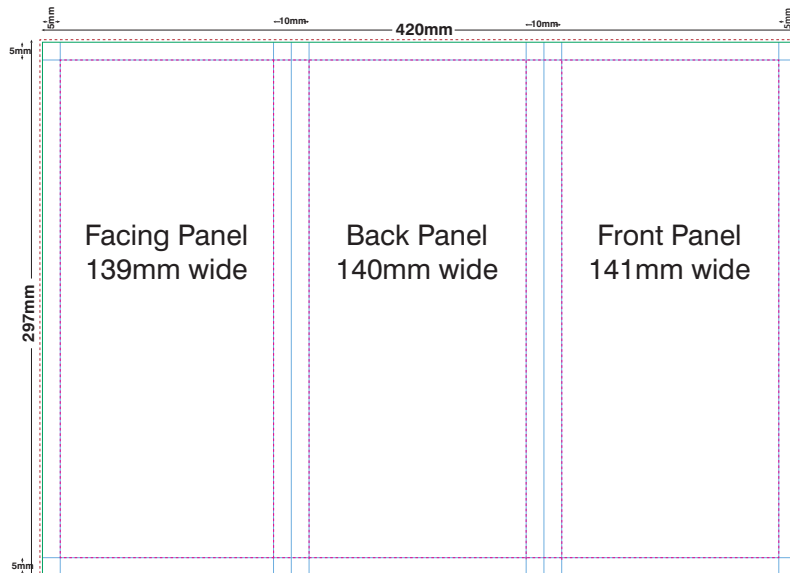 5mm
10mm
10mm
5mm
420mm
5mm
Facing Panel
139mm wide
Back Panel
140mm wide
Front Panel
141mm wide
297mm
5mm